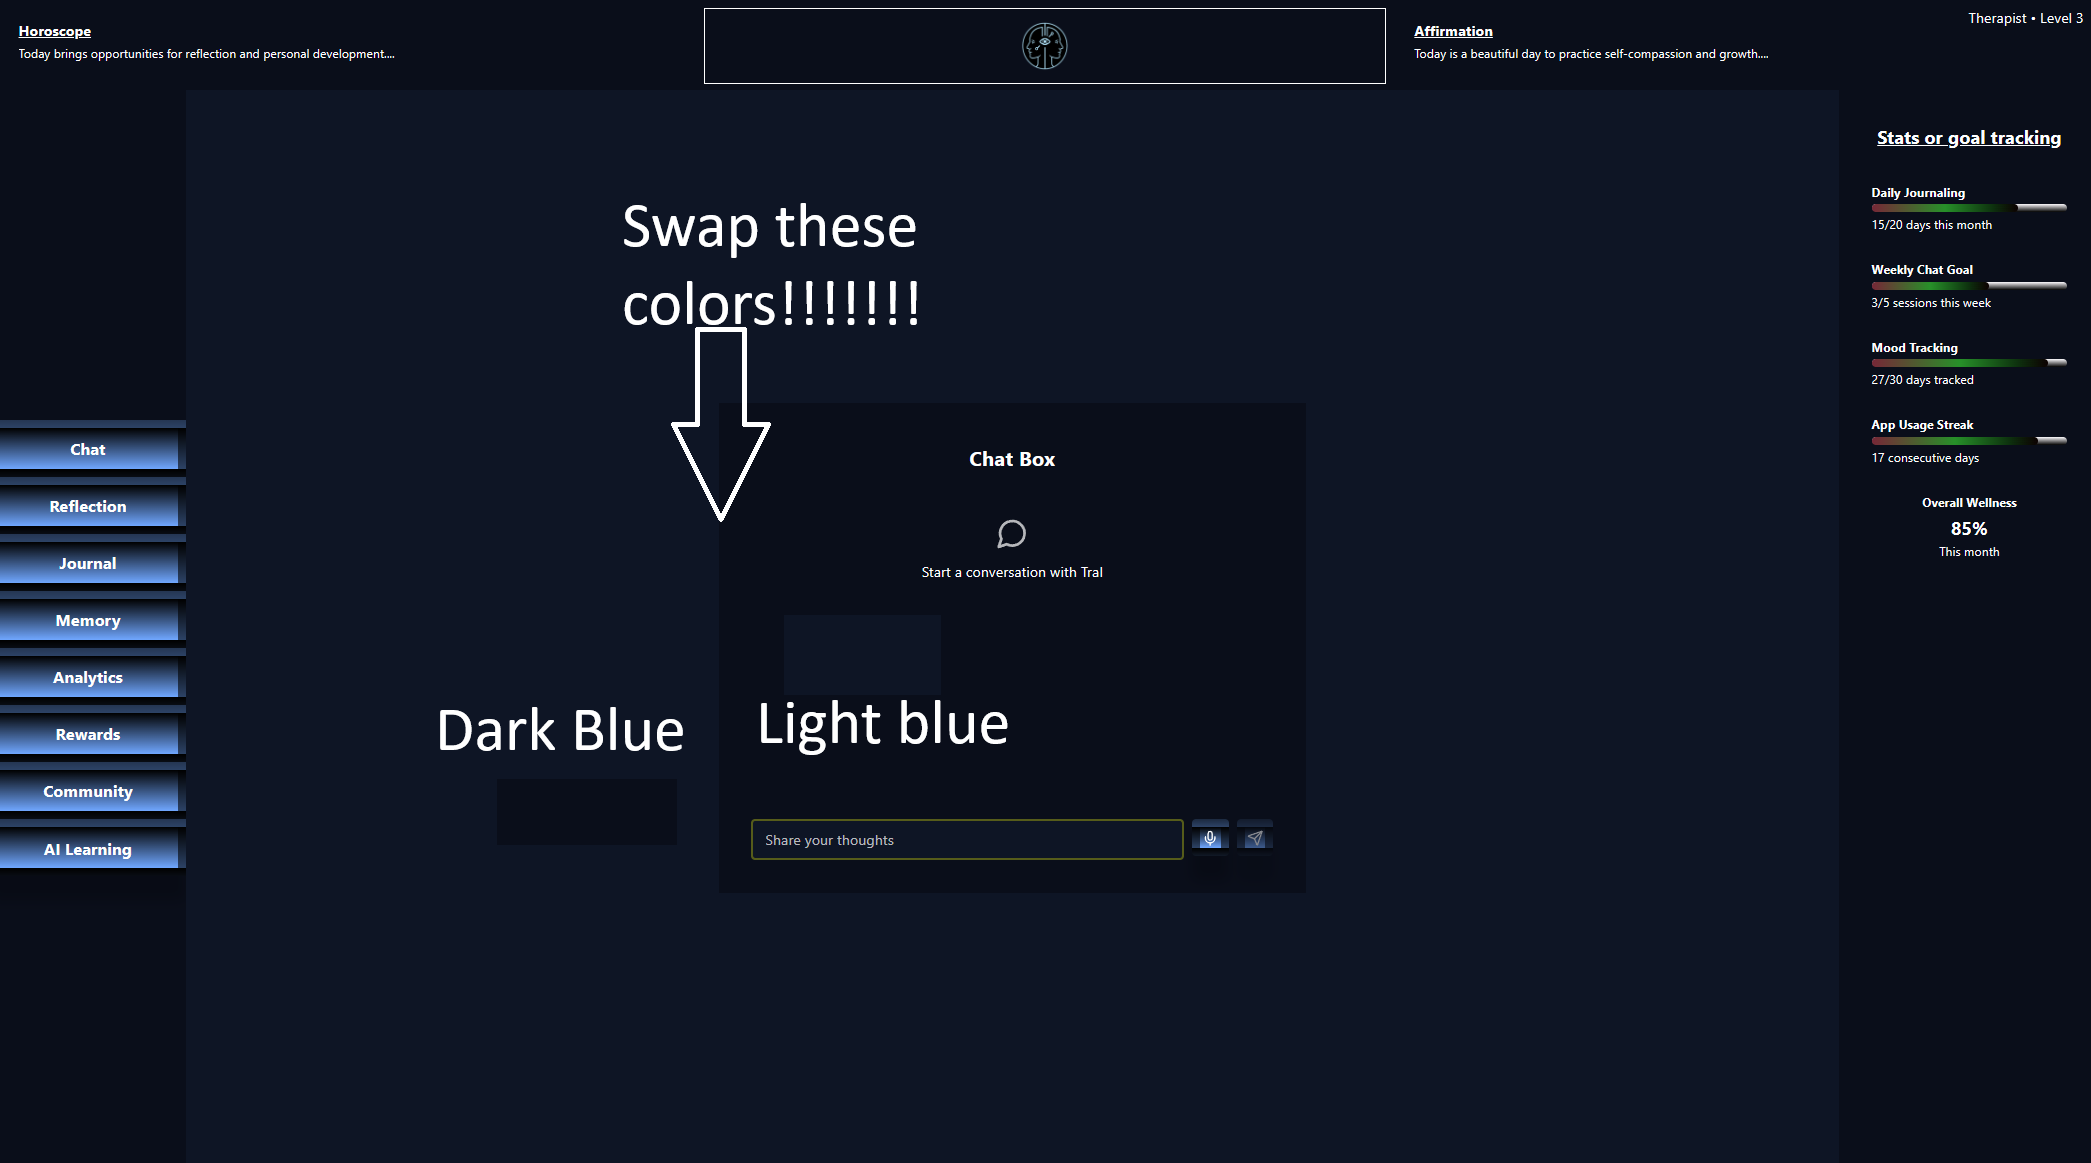 Horoscope
Today brings opportunities for reflection and personal development....
Affirmation
Today is a beautiful day to practice self-compassion and growth....
Therapist • Level 3
Swap these
colors!!!!!!!
Chat
Reflection
Journal
Memory
Analytics
Rewards
Community
AI Learning
Chat Box
Start a conversation with Tral
Dark Blue
Light blue
Share your thoughts
Stats or goal tracking
Daily Journaling
15/20 days this month
Weekly Chat Goal
3/5 sessions this week
Mood Tracking
27/30 days tracked
App Usage Streak
17 consecutive days
Overall Wellness
85%
This month